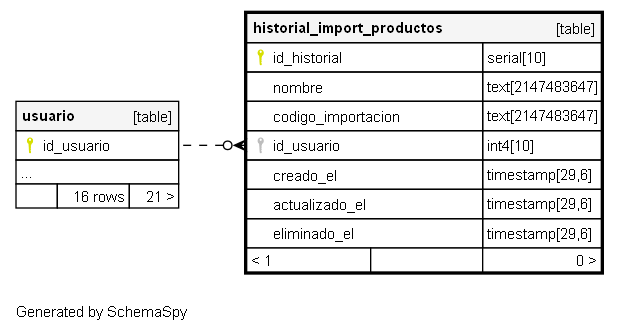 historial_import_productos [table]
id_historial serial[10]
nombre text[2147483647]
codigo_importacion text[2147483647]
id_usuario int4[10]
creado_el timestamp[29,6]
actualizado_el timestamp[29,6]
eliminado_el timestamp[29,6]
< 1 0 >
usuario [table]
id_usuario
...
16 rows 21 >
Generated by SchemaSpy